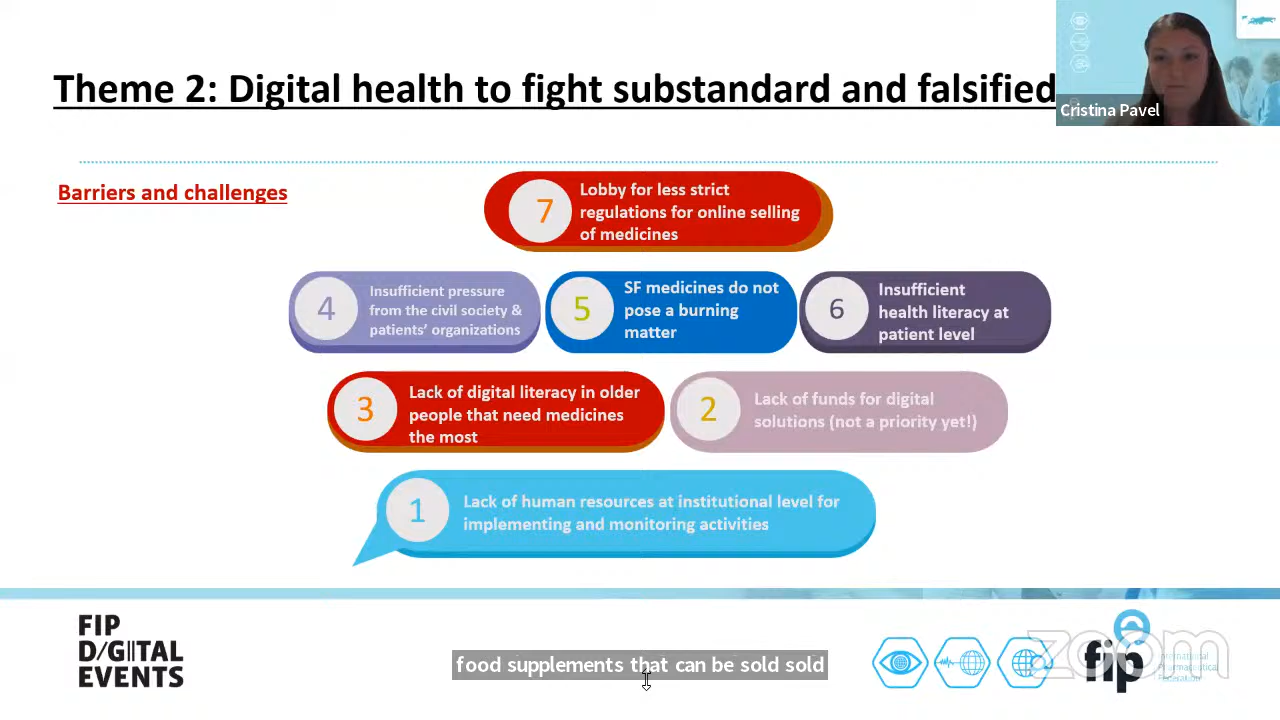 Theme 2: Digital health to fight substandard and falsified
Cristina Pavel
Barriers and challenges
7
Lobby for less strict
regulations for online selling
of medicines
4
Insufficient pressure
from the civil society &
patients' organizations
5
SF medicines do not
pose a burning
matter
6
Insufficient
health literacy at
patient level
3
Lack of digital literacy in older
people that need medicines
the most
2
Lack of funds for digital
solutions (not a priority yet!)
1
Lack of human resources at institutional level for
implementing and monitoring activities
FIP
D/GITAL
EVENTS
food supplements that can be sold sold
fip
International
Pharmaceutical
Federation
zoom